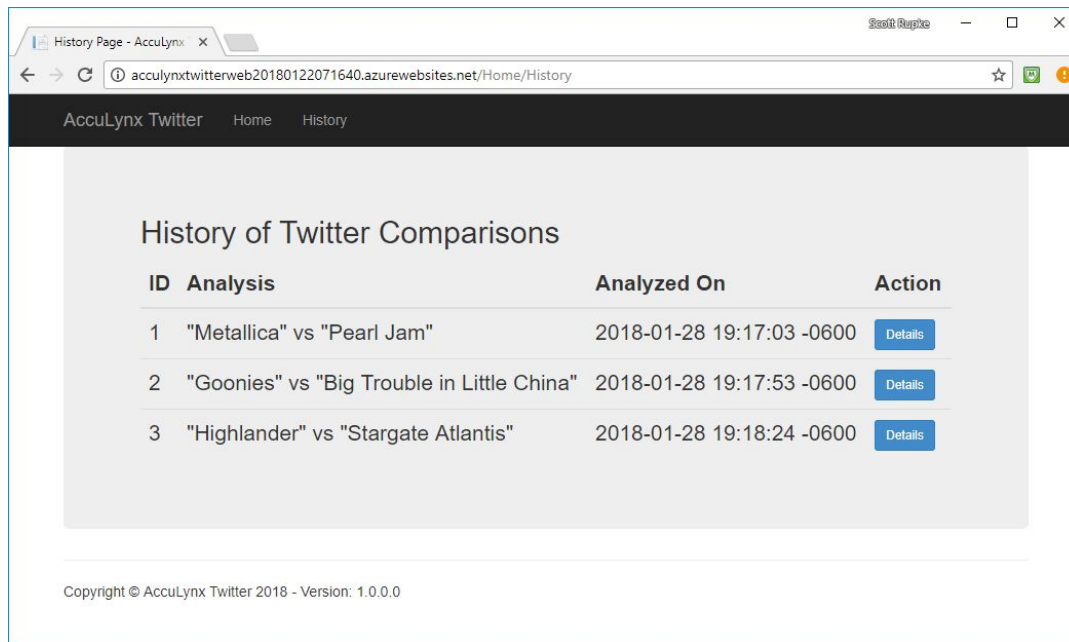 Scott Rupke
History Page - AccuLynx
acculynxtwitterweb20180122071640.azurewebsites.net/Home/History
AccuLynx Twitter Home History
History of Twitter Comparisons
ID Analysis Analyzed On Action
1 "Metallica" vs "Pearl Jam" 2018-01-28 19:17:03 -0600 Details
2 "Goonies" vs "Big Trouble in Little China" 2018-01-28 19:17:53 -0600 Details
3 "Highlander" vs "Stargate Atlantis" 2018-01-28 19:18:24 -0600 Details
Copyright © AccuLynx Twitter 2018 - Version: 1.0.0.0